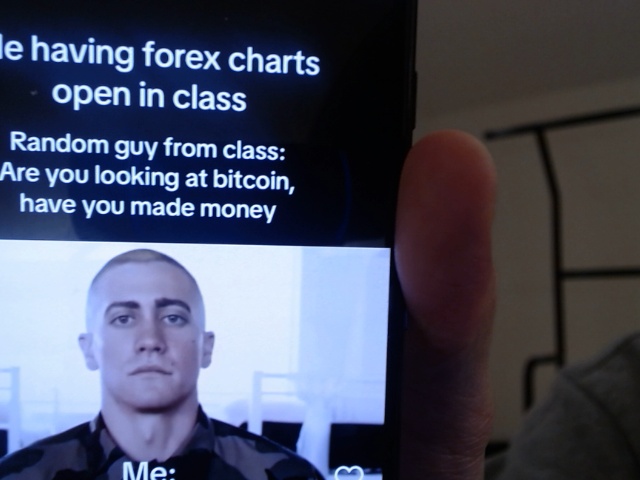 having forex charts
open in class
Random guy from class:
Are you looking at bitcoin,
have you made money
Me: